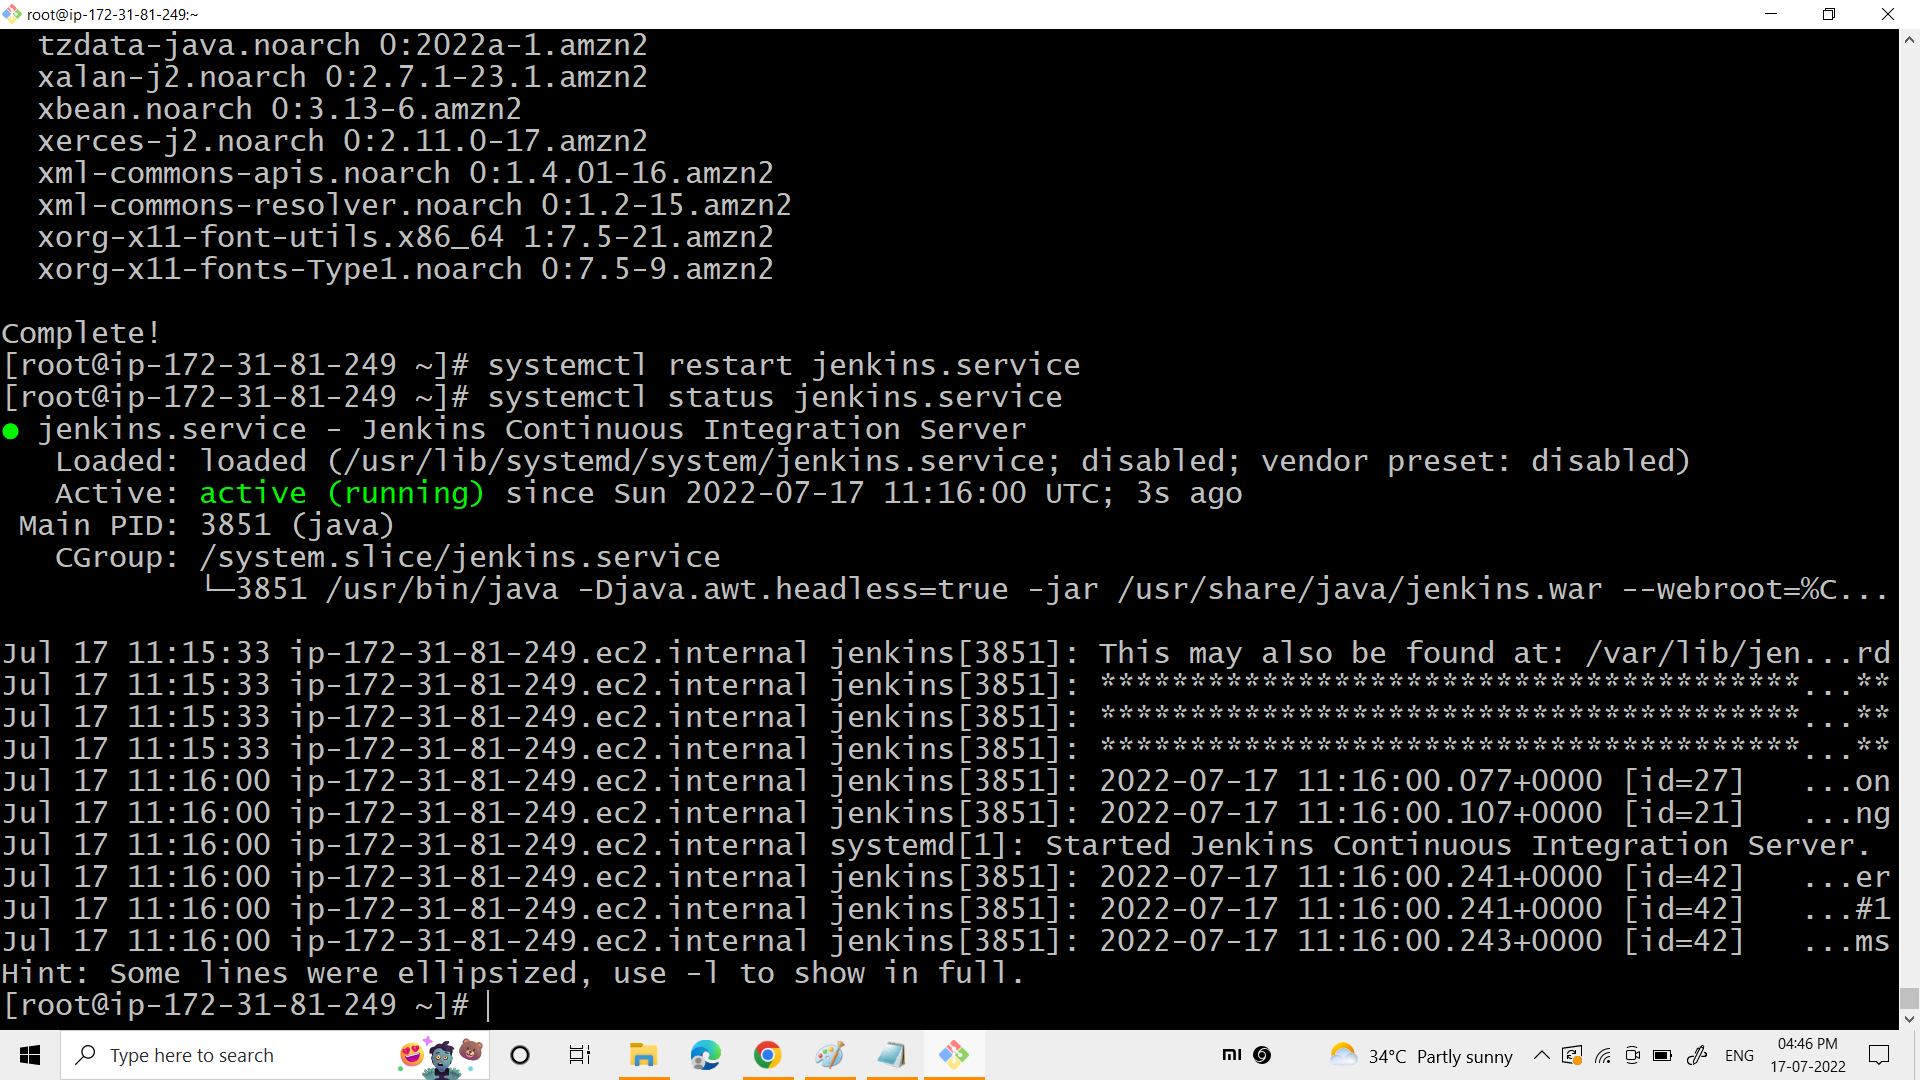 root@ip-172-31-81-249:~
tzdata-java.noarch 0:2022a-1.amzn2
xalan-j2.noarch 0:2.7.1-23.1.amzn2
xbean.noarch 0:3.13-6.amzn2
xerces-j2.noarch 0:2.11.0-17.amzn2
xml-commons-apis.noarch 0:1.4.01-16.amzn2
xml-commons-resolver.noarch 0:1.2-15.amzn2
xorg-x11-font-utils.x86_64 1:7.5-21.amzn2
xorg-x11-fonts-Type1.noarch 0:7.5-9.amzn2
Complete!
[root@ip-172-31-81-249 ~]# systemctl restart jenkins.service
[root@ip-172-31-81-249 ~]# systemctl status jenkins.service
● jenkins.service - Jenkins Continuous Integration Server
Loaded: loaded (/usr/lib/systemd/system/jenkins.service; disabled; vendor preset: disabled)
Active: active (running) since Sun 2022-07-17 11:16:00 UTC; 3s ago
Main PID: 3851 (java)
CGroup: /system.slice/jenkins.service
└─3851 /usr/bin/java -Djava.awt.headless=true -jar /usr/share/java/jenkins.war --webroot=%C...
Jul 17 11:15:33 ip-172-31-81-249.ec2.internal jenkins[3851]: This may also be found at: /var/lib/jen...rd
Jul 17 11:15:33 ip-172-31-81-249.ec2.internal jenkins[3851]: ***************************************...**
Jul 17 11:15:33 ip-172-31-81-249.ec2.internal jenkins[3851]: ***************************************...**
Jul 17 11:15:33 ip-172-31-81-249.ec2.internal jenkins[3851]: ***************************************...**
Jul 17 11:16:00 ip-172-31-81-249.ec2.internal jenkins[3851]: 2022-07-17 11:16:00.077+0000 [id=27]   ...on
Jul 17 11:16:00 ip-172-31-81-249.ec2.internal jenkins[3851]: 2022-07-17 11:16:00.107+0000 [id=21]   ...ng
Jul 17 11:16:00 ip-172-31-81-249.ec2.internal systemd[1]: Started Jenkins Continuous Integration Server.
Jul 17 11:16:00 ip-172-31-81-249.ec2.internal jenkins[3851]: 2022-07-17 11:16:00.241+0000 [id=42]   ...er
Jul 17 11:16:00 ip-172-31-81-249.ec2.internal jenkins[3851]: 2022-07-17 11:16:00.241+0000 [id=42]   ...#1
Jul 17 11:16:00 ip-172-31-81-249.ec2.internal jenkins[3851]: 2022-07-17 11:16:00.243+0000 [id=42]   ...ms
Hint: Some lines were ellipsized, use -l to show in full.
[root@ip-172-31-81-249 ~]#
Type here to search
mi
34°C Partly sunny
ENG
04:46 PM
17-07-2022